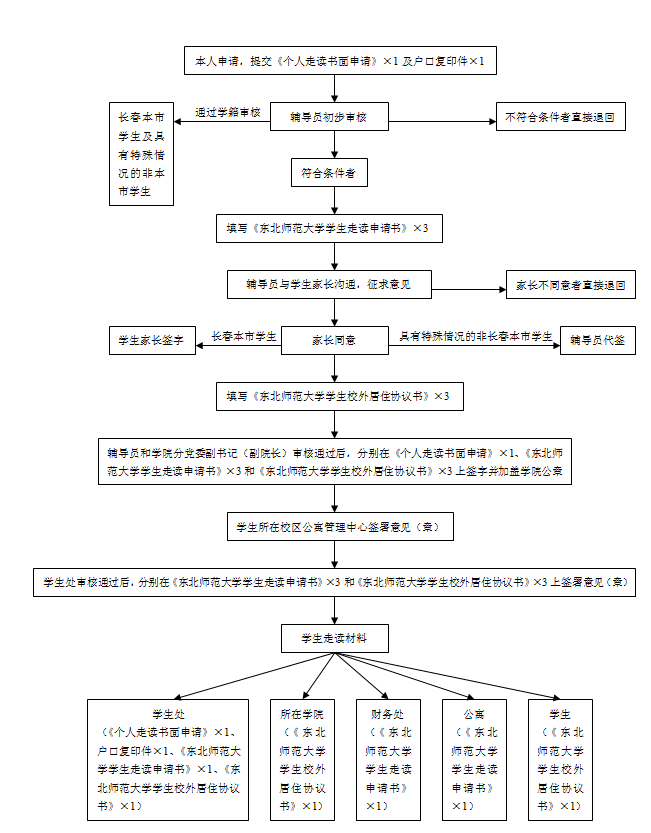 本人申请，提交《个人走读书面申请》×1及户口复印件×1
通过学籍审核
长春本市
学生及具
有特殊情
况的非本
市学生
辅导员初步审核
不符合条件者直接退回
符合条件者
填写《东北师范大学学生走读申请书》×3
辅导员与学生家长沟通，征求意见
家长不同意者直接退回
学生家长签字
长春本市学生
家长同意
具有特殊情况的非长春本市学生
辅导员代签
填写《东北师范大学学生校外居住协议书》×3
辅导员和学院分党委副书记（副院长）审核通过后，分别在《个人走读书面申请》×1、《东北师
范大学学生走读申请书》×3和《东北师范大学学生校外居住协议书》×3上签字并加盖学院公章
学生所在校区公寓管理中心签署意见（章）
学生处审核通过后，分别在《东北师范大学学生走读申请书》×3和《东北师范大学学生校外居住协议书》×3上签署意见（章）
学生走读材料
学生处
（《个人走读书面申请》×1、
户口复印件×1、《东北师范大
学学生走读申请书》×1、《东
北师范大学学生校外居住协议
书》×1）
所在学院
（《东北
师范大学
学生校外
居住协议
书》×1）
财务处
（《东北
师范大学
学生走读
申请书》
×1）
公寓
（《东北
师范大学
学生走读
申请书》
×1）
学生
（《东北
师范大学
学生校外
居住协议
书》×1）